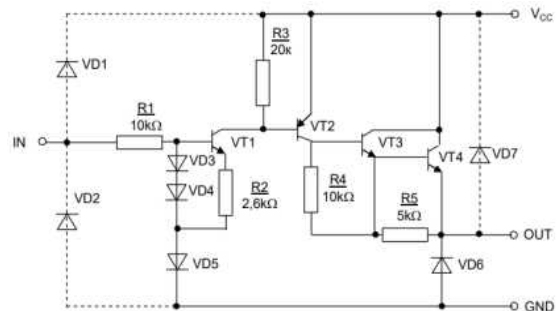 V_CC
R3
20к
VD1
VT2
R1
10kΩ
IN
VT1
VT3
VD3
VT4
VD7
VD4
R2
2,6kΩ
R4
10kΩ
R5
5kΩ
VD2
OUT
VD5
VD6
GND